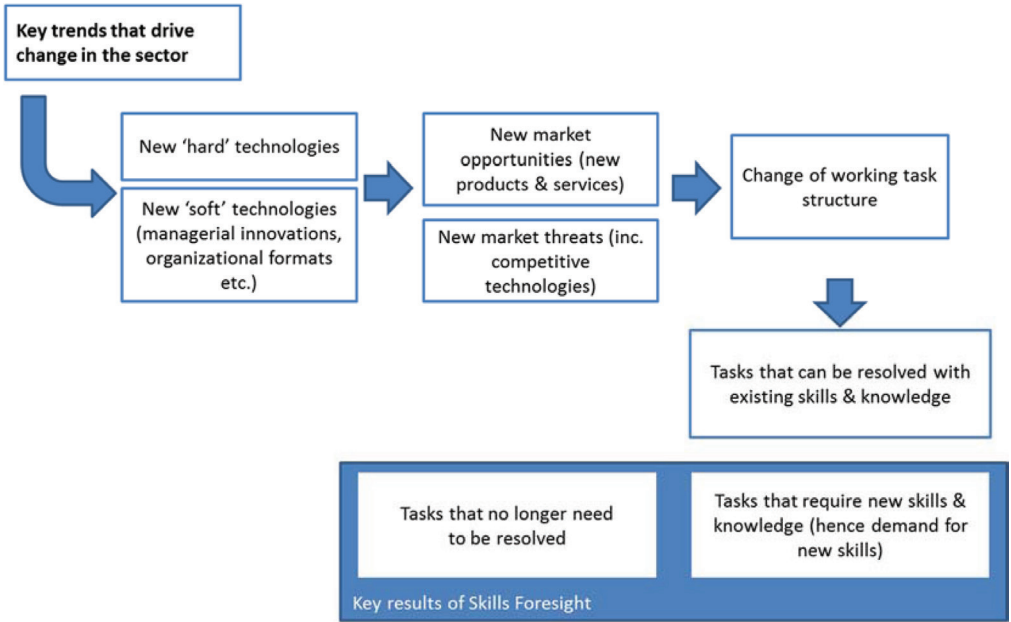 Key trends that drive
change in the sector
New 'hard' technologies
New 'soft' technologies
(managerial innovations,
organizational formats
etc.)
New market
opportunities (new
products & services)
New market threats (inc.
competitive
technologies)
Change of working task
structure
Tasks that can be resolved with
existing skills & knowledge
Tasks that no longer need
to be resolved
Tasks that require new skills &
knowledge (hence demand for
new skills)
Key results of Skills Foresight